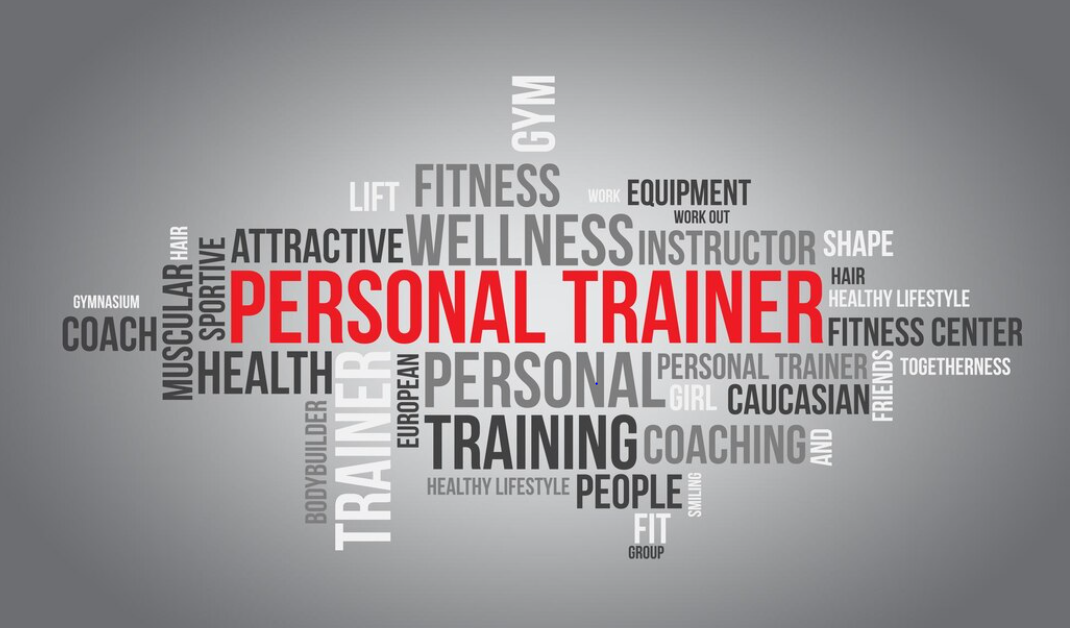 GYM
FITNESS
LIFT
WORK
EQUIPMENT
WORK OUT
HAIR
ATTRACTIVE
WELLNESS
INSTRUCTOR
SHAPE
SPORTIVE
MUSCULAR
PERSONAL TRAINER
HAIR
HEALTHY LIFESTYLE
GYMNASIUM
COACH
FITNESS CENTER
HEALTH
TRAINER
EUROPEAN
PERSONAL
PERSONAL TRAINER
FRIENDS
TOGETHERNESS
GIRL
CAUCASIAN
BODYBUILDER
TRAINING
COACHING
AND
HEALTHY LIFESTYLE
PEOPLE
SMILING
FIT
GROUP